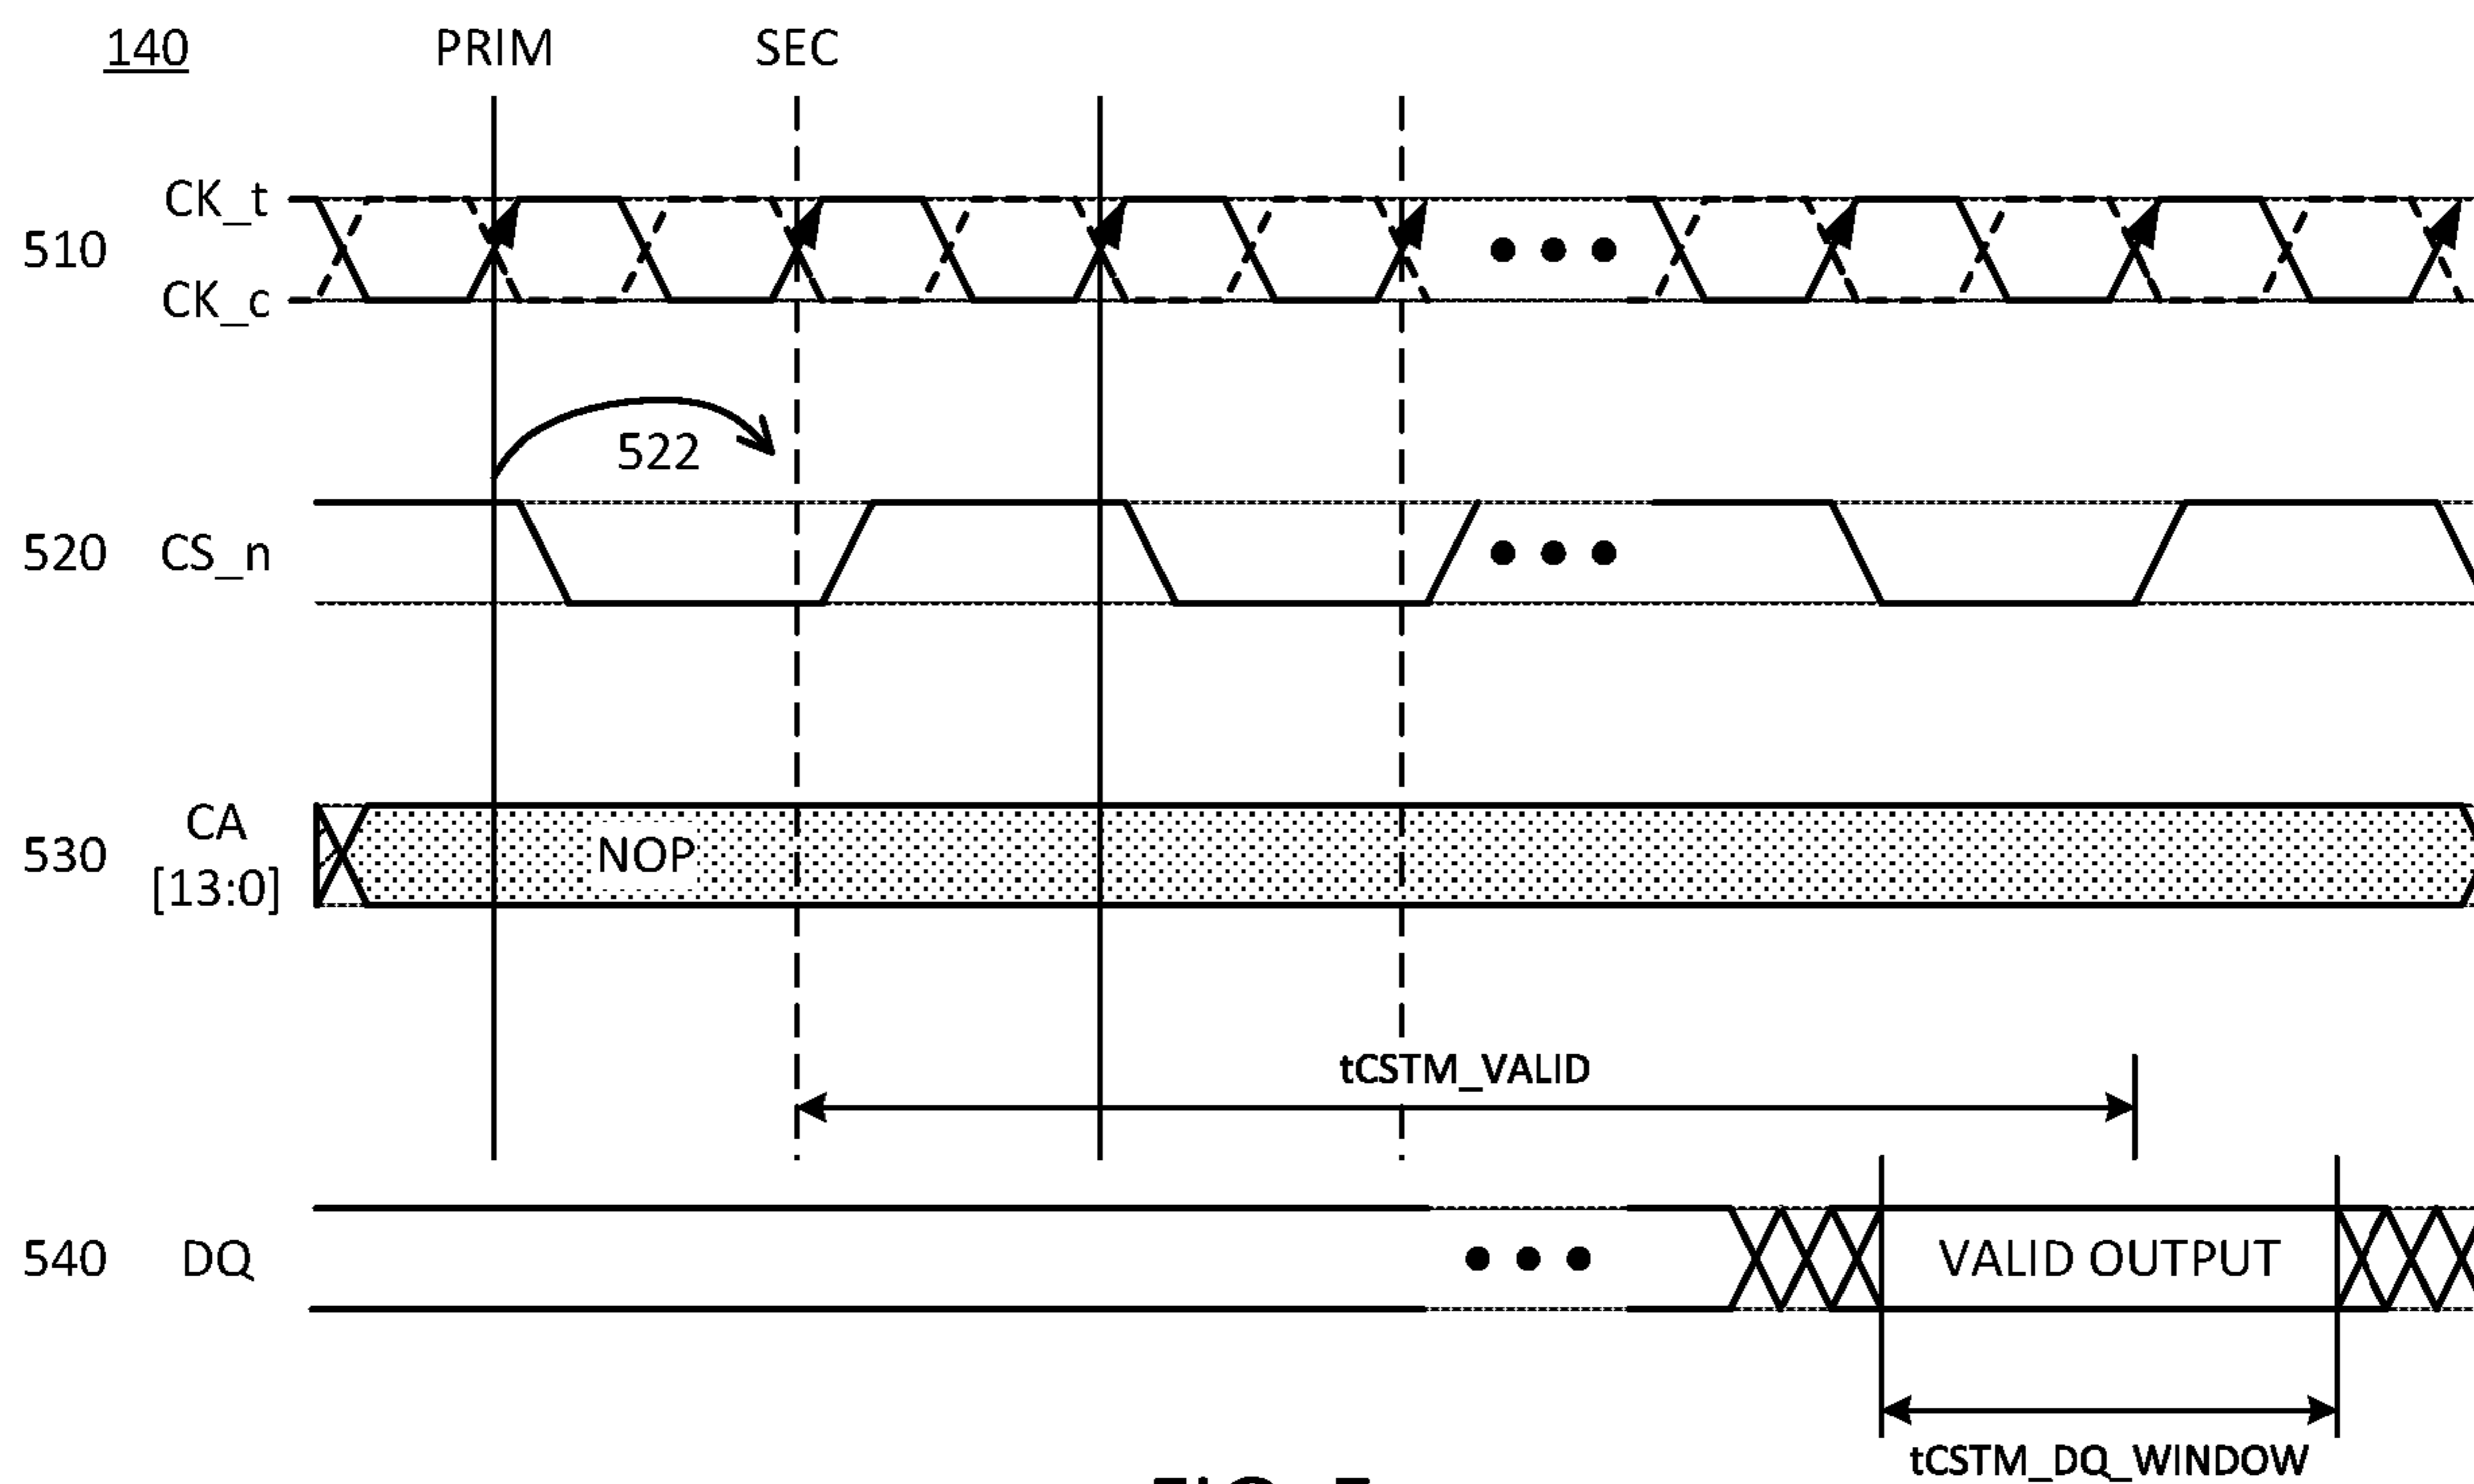 140
PRIM
SEC
CK_t
510
CK_c
522
520 CS_n
CA
530
NOP
[13:0]
tCSTM_VALID
540 DQ
VALID OUTPUT
tCSTM_DQ_WINDOW